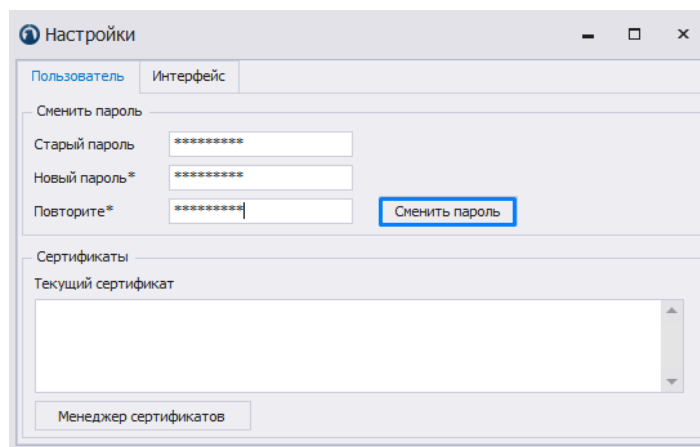 Настройки
Пользователь Интерфейс
Сменить пароль
Старый пароль *********
Новый пароль* *********
Повторите* ********* Сменить пароль
Сертификаты
Текущий сертификат
Менеджер сертификатов